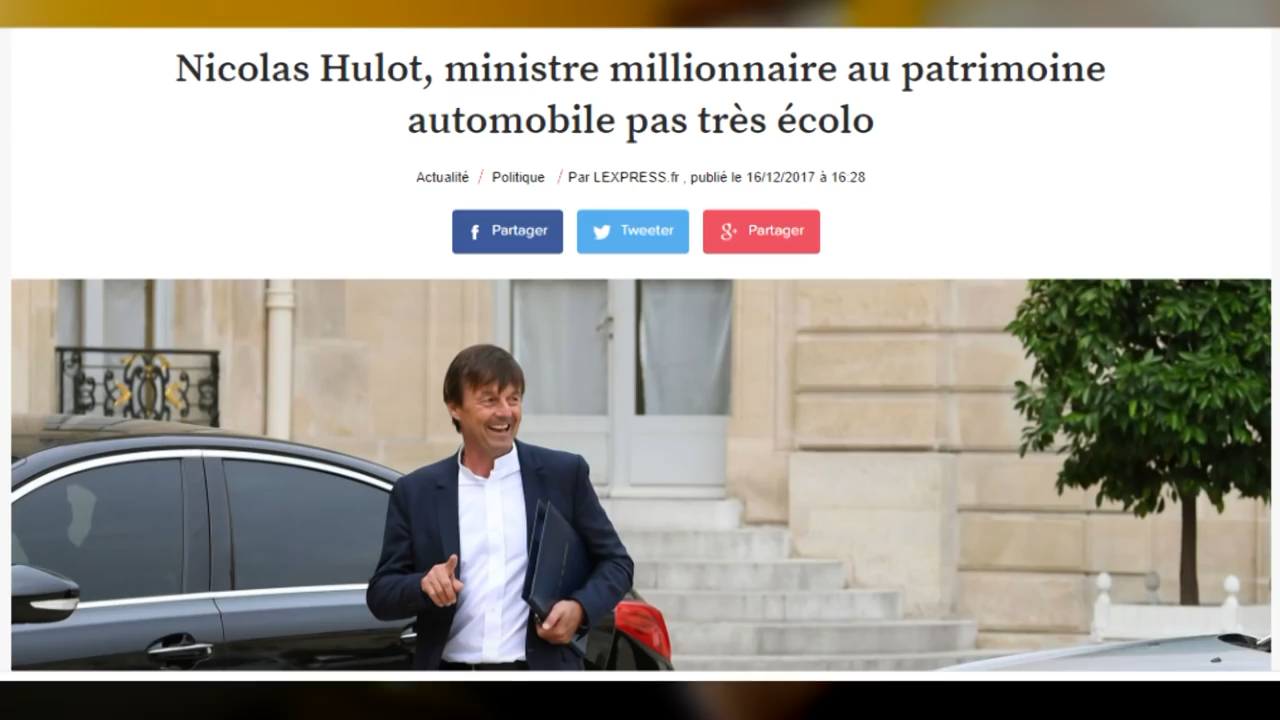 Nicolas Hulot, ministre millionnaire au patrimoine
automobile pas très écolo
Actualité / Politique / Par LEXPRESS.fr , publié le 16/12/2017 à 16:28
Partager Tweeter Partager